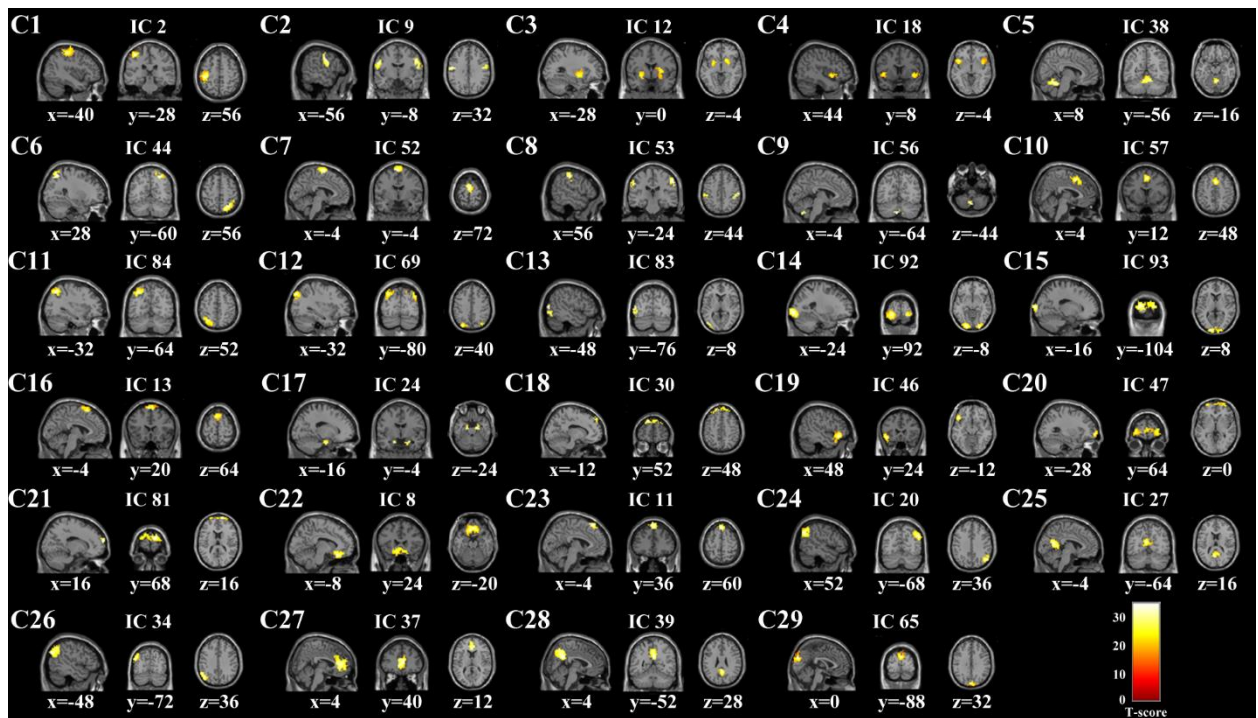 C1 IC 2 C2 IC 9 C3 IC 12 C4 IC 18 C5 IC 38
x=-40 y=-28 z=56 x=-56 y=-8 z=32 x=-28 y=0 z=-4 x=44 y=8 z=-4 x=8 y=-56 z=-16
C6 IC 44 C7 IC 52 C8 IC 53 C9 IC 56 C10 IC 57
x=28 y=-60 z=56 x=-4 y=-4 z=72 x=56 y=-24 z=44 x=-4 y=-64 z=-44 x=4 y=12 z=48
C11 IC 84 C12 IC 69 C13 IC 83 C14 IC 92 C15 IC 93
x=-32 y=-64 z=52 x=-32 y=-80 z=40 x=-48 y=-76 z=8 x=-24 y=92 z=-8 x=-16 y=-104 z=8
C16 IC 13 C17 IC 24 C18 IC 30 C19 IC 46 C20 IC 47
x=-4 y=20 z=64 x=-16 y=-4 z=-24 x=-12 y=52 z=48 x=48 y=24 z=-12 x=-28 y=64 z=0
C21 IC 81 C22 IC 8 C23 IC 11 C24 IC 20 C25 IC 27
x=16 y=68 z=16 x=-8 y=24 z=-20 x=-4 y=36 z=60 x=52 y=-68 z=36 x=-4 y=-64 z=16
C26 IC 34 C27 IC 37 C28 IC 39 C29 IC 65
x=-48 y=-72 z=36 x=4 y=40 z=12 x=4 y=-52 z=28 x=0 y=-88 z=32
30
20
10
0
T-score